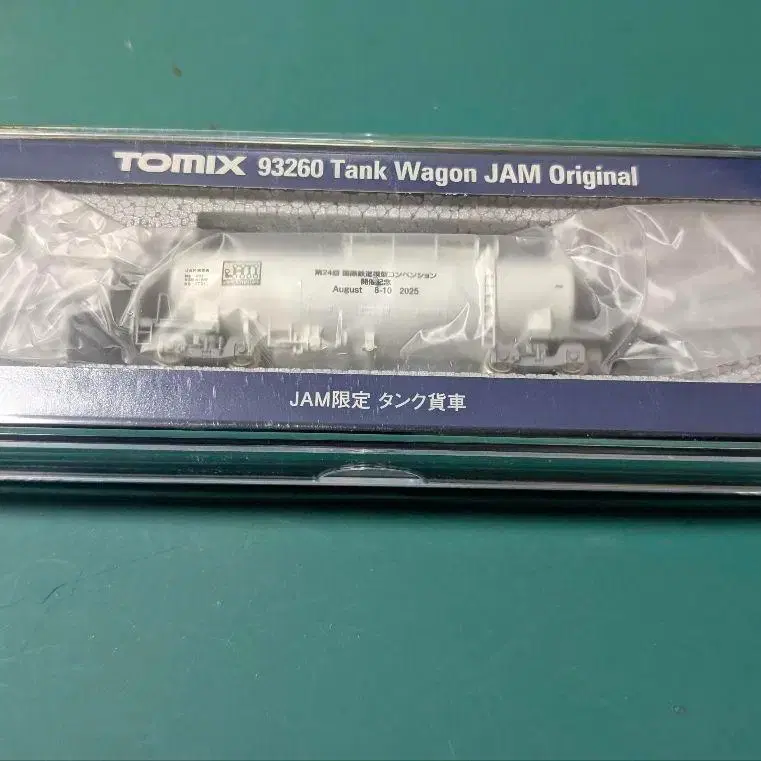 TOMIX 93260 Tank Wagon JAM Original
第24回 国際鉄道模型コンベンション
開催記念
August 8-10 2025
JAM
JAM限定 タンク貨車